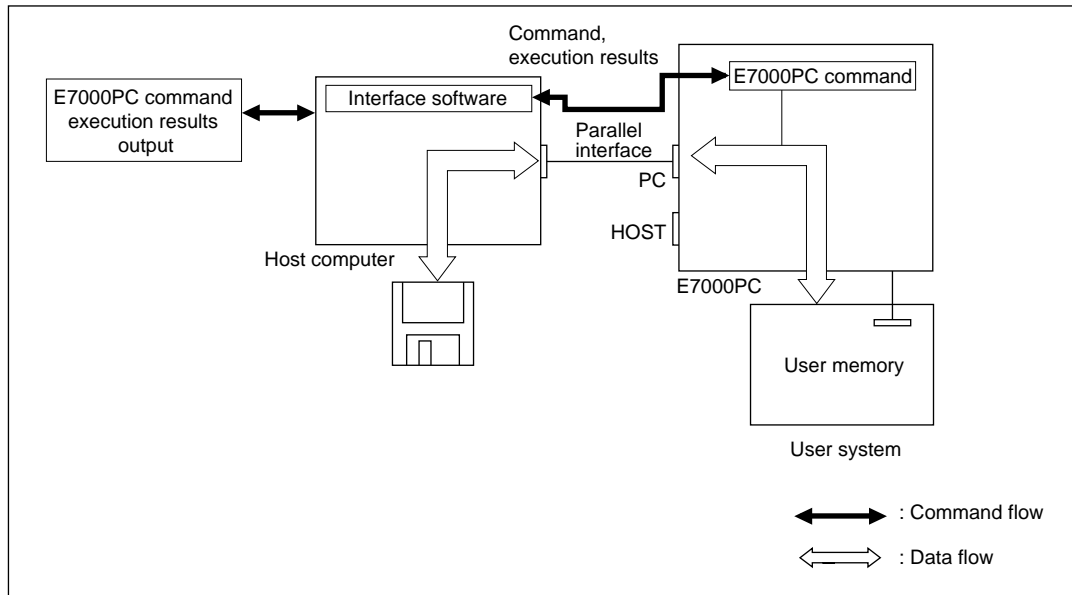 Command,
execution results
E7000PC command
E7000PC command
execution results
output
Interface software
Parallel
interface
PC
HOST
Host computer
E7000PC
User memory
User system
: Command flow
: Data flow